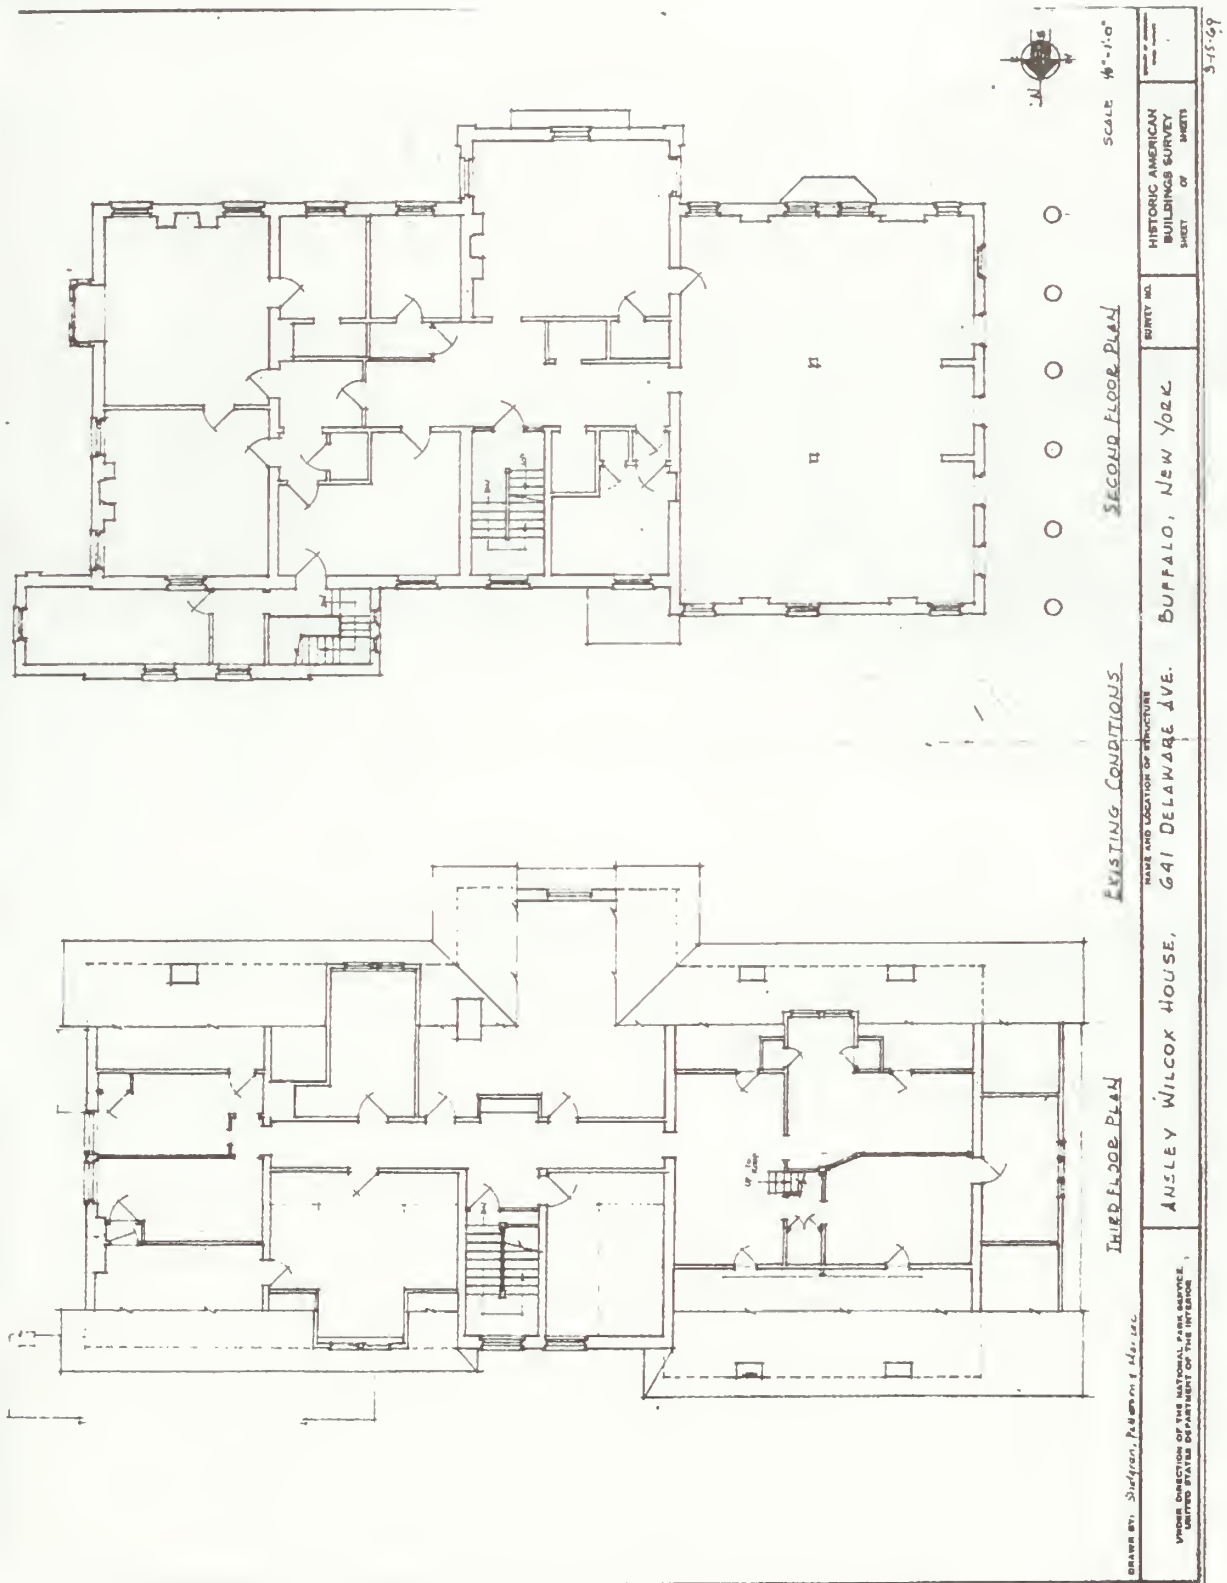 N
SCALE 1/8"-1'-0"
SECOND FLOOR PLAN
EXISTING CONDITIONS
THIRD FLOOR PLAN
UP TO
DRAWN BY:
UNDER DIRECTION OF THE NATIONAL PARK SERVICE,
UNITED STATES DEPARTMENT OF THE INTERIOR
NAME AND LOCATION OF STRUCTURE
ANSLEY WILCOX HOUSE, 641 DELAWARE AVE. BUFFALO, NEW YORK
SURVEY NO.
HISTORIC AMERICAN
BUILDINGS SURVEY
SHEET OF SHEETS
3-15-69